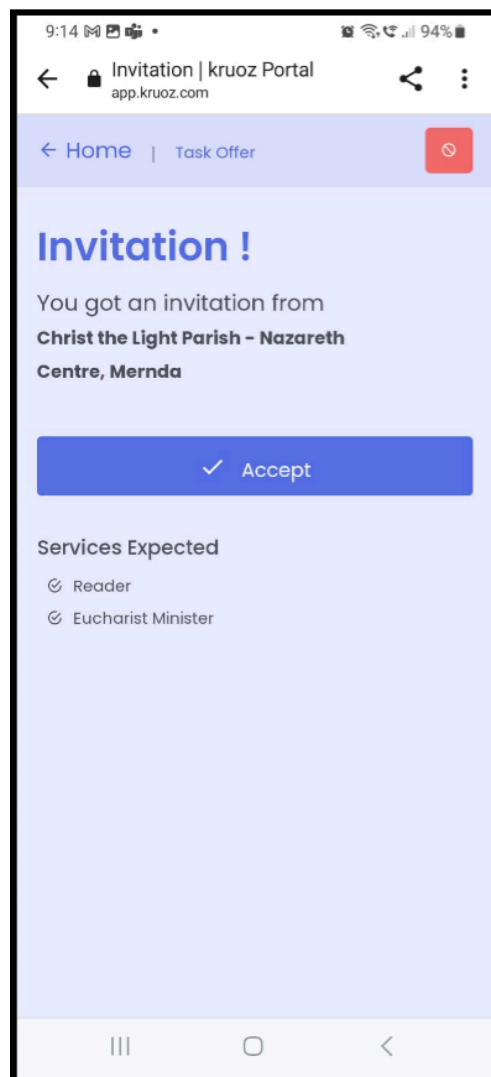 9:14 94%
Invitation | kruoz Portal
app.kruoz.com
Home | Task Offer
Invitation !
You got an invitation from
Christ the Light Parish - Nazareth
Centre, Mernda
Accept
Services Expected
Reader
Eucharist Minister